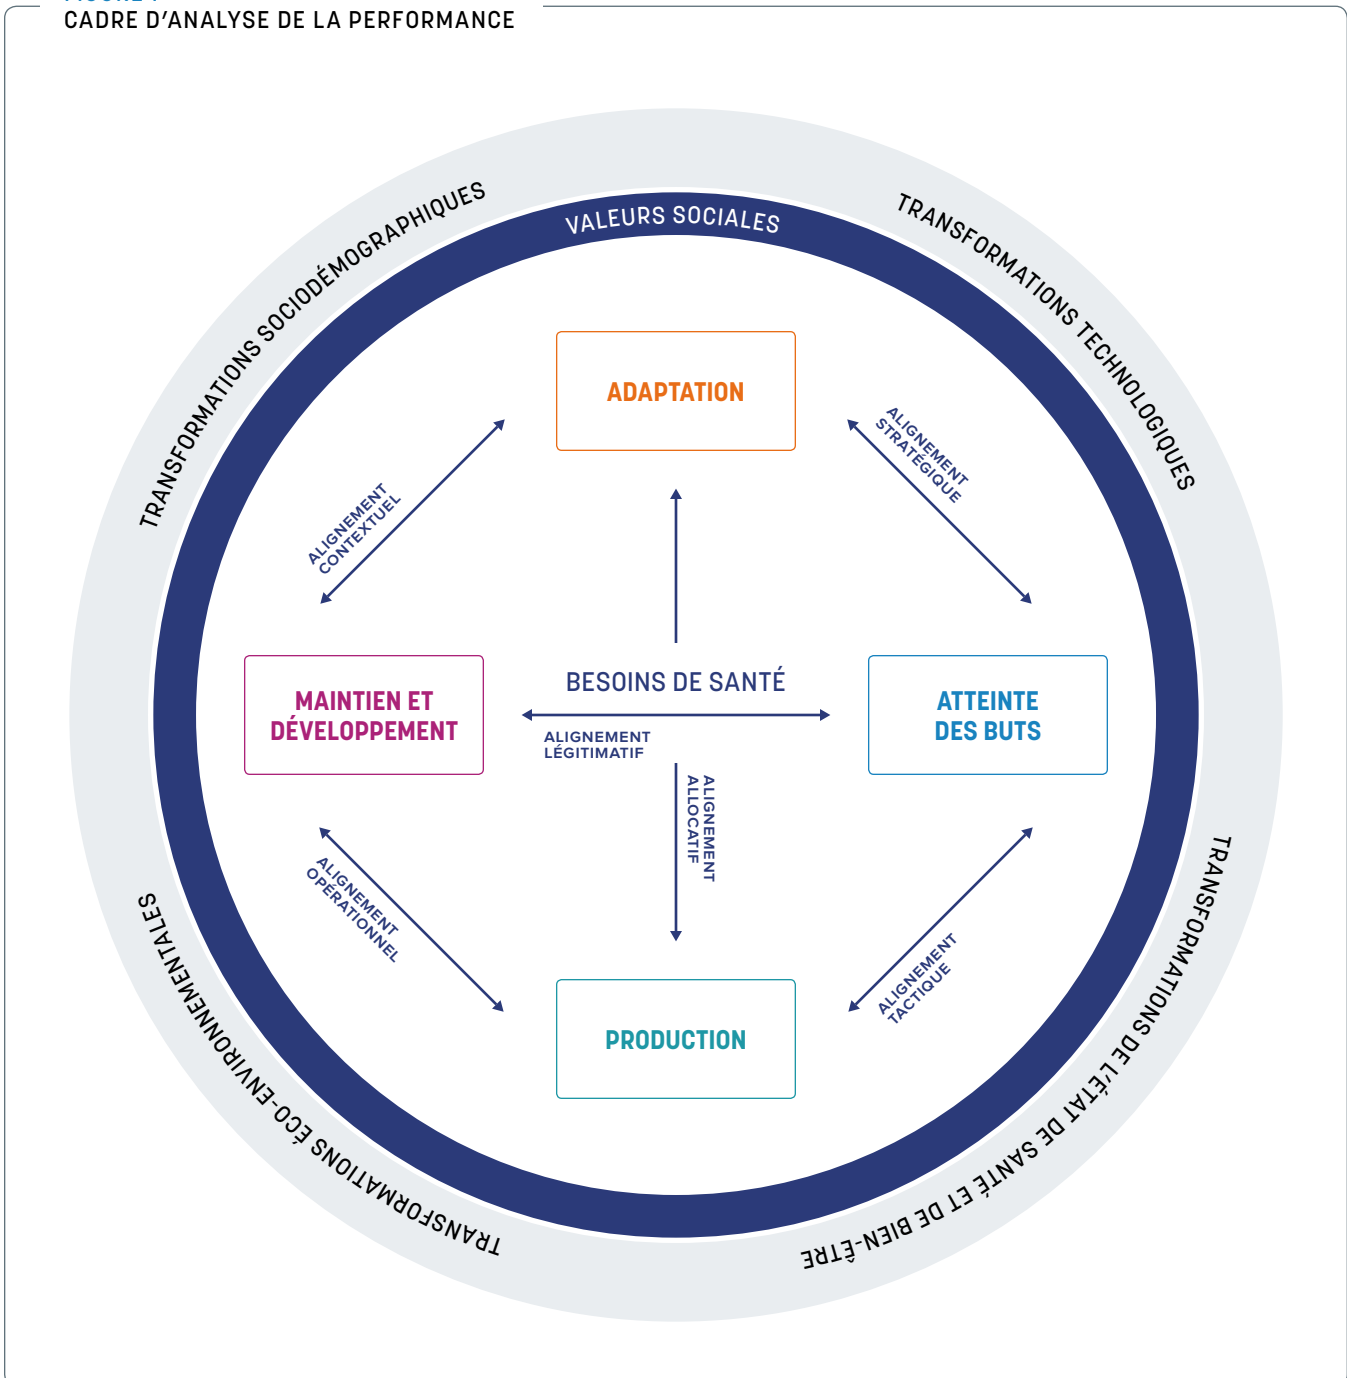 CADRE D'ANALYSE DE LA PERFORMANCE
TRANSFORMATIONS SOCIODÉMOGRAPHIQUES
VALEURS SOCIALES
TRANSFORMATIONS TECHNOLOGIQUES
ADAPTATION
ALIGNEMENT
CONTEXTUEL
ALIGNEMENT
STRATÉGIQUE
BESOINS DE SANTÉ
MAINTIEN ET
DÉVELOPPEMENT
ATTEINTE
DES BUTS
ALIGNEMENT
LÉGITIMATIF
ALIGNEMENT
ALLOCATIF
ALIGNEMENT
OPÉRATIONNEL
ALIGNEMENT
TACTIQUE
PRODUCTION
TRANSFORMATIONS ÉCO-ENVIRONNEMENTALES
TRANSFORMATIONS DE L'ÉTAT DE SANTÉ ET DE BIEN-ÊTRE